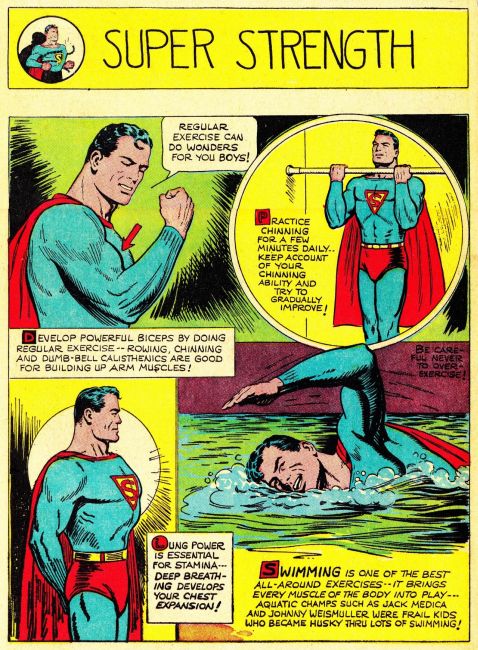 SUPER STRENGTH
REGULAR
EXERCISE CAN
DO WONDERS
FOR YOU BOYS!
PRACTICE
CHINNING
FOR A FEW
MINUTES DAILY..
KEEP ACCOUNT
OF YOUR
CHINNING
ABILITY AND
TRY TO
GRADUALLY
IMPROVE!
DEVELOP POWERFUL BICEPS BY DOING
REGULAR EXERCISE--ROWING, CHINNING
AND DUMB-BELL CALISTHENICS ARE GOOD
FOR BUILDING UP ARM MUSCLES!
BE CARE-
FUL NEVER
TO OVER-
EXERCISE!
S
S
LUNG POWER
IS ESSENTIAL
FOR STAMINA---
DEEP BREATH-
ING DEVELOPS
YOUR CHEST
EXPANSION!
SWIMMING IS ONE OF THE BEST
ALL-AROUND EXERCISES--IT BRINGS
EVERY MUSCLE OF THE BODY INTO PLAY---
AQUATIC CHAMPS SUCH AS JACK MEDICA
AND JOHNNY WEISMULLER WERE FRAIL KIDS
WHO BECAME HUSKY THRU LOTS OF SWIMMING!